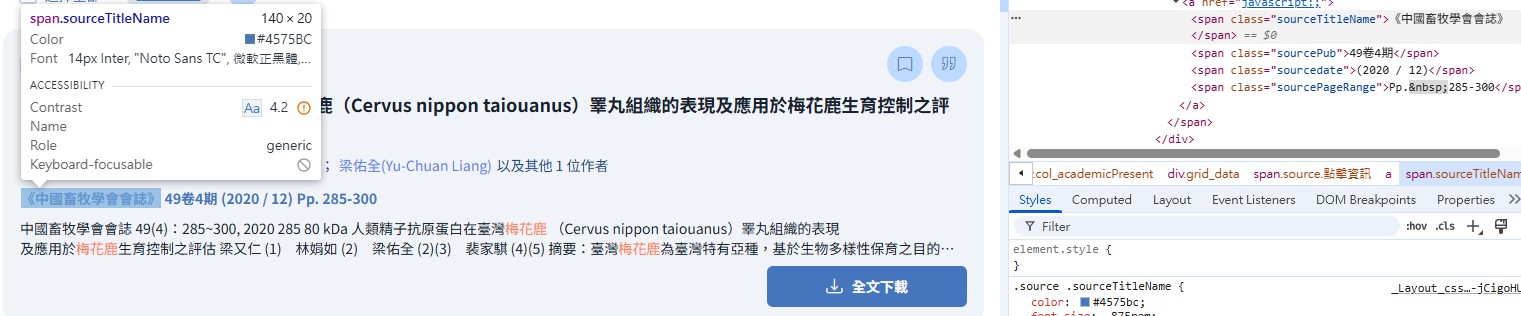 span.sourceTitleName 140 × 20
Color #4575BC
Font 14px Inter, "Noto Sans TC", 微軟正黑體,...
ACCESSIBILITY
Contrast Aa 4.2
Name
Role generic
Keyboard-focusable
鹿（Cervus nippon taiouanus）睪丸組織的表現及應用於梅花鹿生育控制之評
； 梁佑全(Yu-Chuan Liang) 以及其他 1 位作者
《中國畜牧學會會誌》 49卷4期 (2020 / 12) Pp. 285-300
中國畜牧學會會誌 49(4)：285~300, 2020 285 80 kDa 人類精子抗原蛋白在臺灣梅花鹿 （Cervus nippon taiouanus）睪丸組織的表現
及應用於梅花鹿生育控制之評估 梁又仁 (1) 林娟如 (2) 梁佑全 (2)(3) 裴家騏 (4)(5) 摘要：臺灣梅花鹿為臺灣特有亞種，基於生物多樣性保育之目的…
全文下載
<a href="javascript:;">
<span class="sourceTitleName">《中國畜牧學會會誌》
</span> == $0
<span class="sourcePub">49卷4期</span>
<span class="sourcedate">(2020 / 12)</span>
<span class="sourcePageRange">Pp.&nbsp;285-300</sp
</a>
</span>
</div>
col_academicPresent div.grid_data span.source.點擊資訊 a span.sourceTitleNam
Styles Computed Layout Event Listeners DOM Breakpoints Properties
Filter :hov .cls
element.style {
}
.source .sourceTitleName { _Layout_css…-jCigoHU
color: #4575bc;